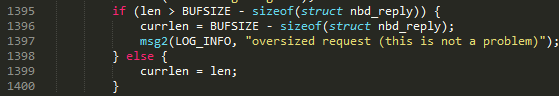 1395 if (len > BUFSIZE - sizeof(struct nbd_reply)) {
1396 currlen = BUFSIZE - sizeof(struct nbd_reply);
1397 msg2(LOG_INFO, "oversized request (this is not a problem)");
1398 } else {
1399 currlen = len;
1400 }